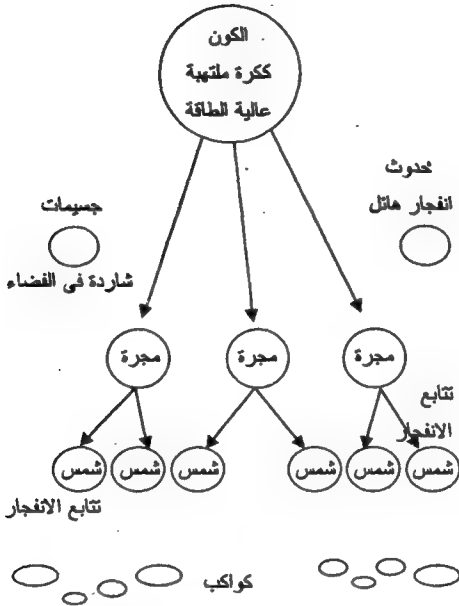 الكون
ككرة ملتهبة
عالية الطاقة
حدوث
انفجار هائل
جسيمات
شاردة فى الفضاء
مجرة
مجرة
مجرة
تتابع
الانفجار
شمس
شمس
شمس
شمس
شمس
شمس
تتابع الانفجار
كواكب